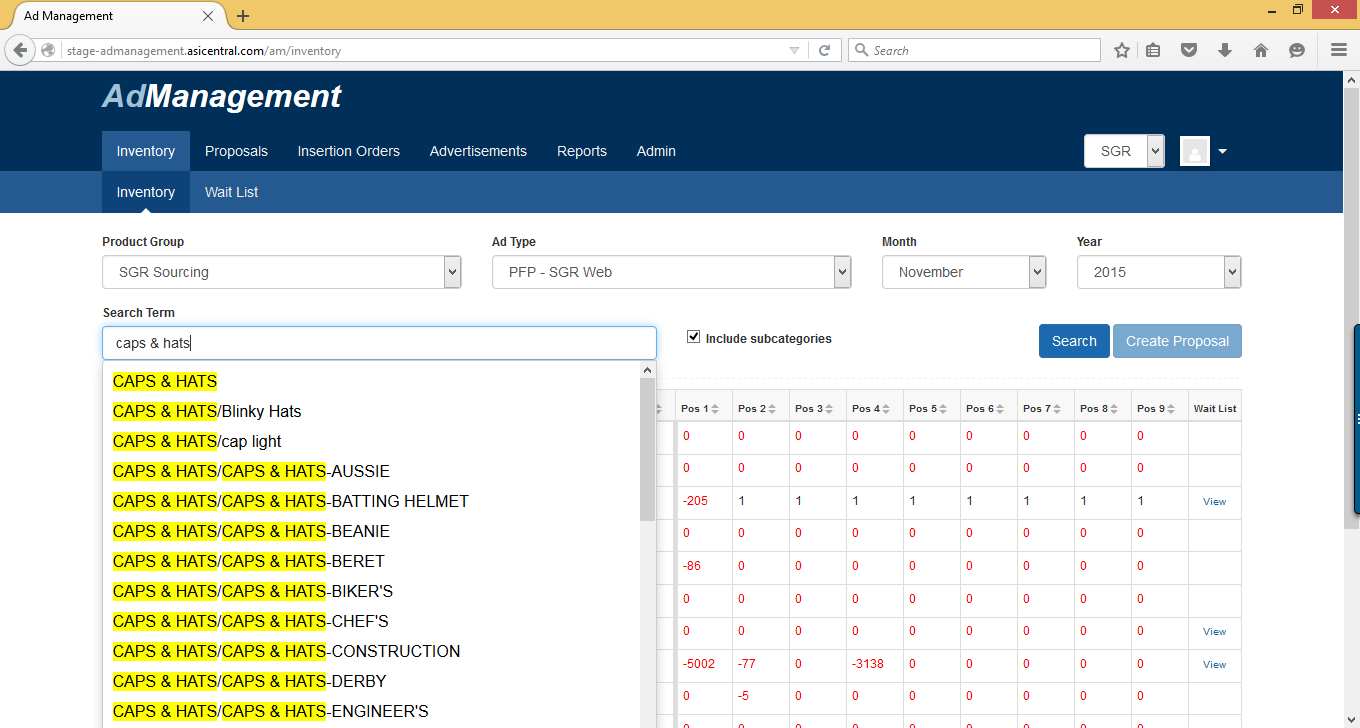 Ad Management
stage-admanagement.asicentral.com/am/inventory
Search
AdManagement
Inventory Proposals Insertion Orders Advertisements Reports Admin SGR
Inventory Wait List
Product Group Ad Type Month Year
SGR Sourcing PFP - SGR Web November 2015
Search Term
caps & hats Include subcategories Search Create Proposal
CAPS & HATS
CAPS & HATS/Blinky Hats
CAPS & HATS/cap light
CAPS & HATS/CAPS & HATS-AUSSIE
CAPS & HATS/CAPS & HATS-BATTING HELMET
CAPS & HATS/CAPS & HATS-BEANIE
CAPS & HATS/CAPS & HATS-BERET
CAPS & HATS/CAPS & HATS-BIKER'S
CAPS & HATS/CAPS & HATS-CHEF'S
CAPS & HATS/CAPS & HATS-CONSTRUCTION
CAPS & HATS/CAPS & HATS-DERBY
CAPS & HATS/CAPS & HATS-ENGINEER'S
Pos 1 Pos 2 Pos 3 Pos 4 Pos 5 Pos 6 Pos 7 Pos 8 Pos 9 Wait List
0 0 0 0 0 0 0 0 0
0 0 0 0 0 0 0 0 0
-205 1 1 1 1 1 1 1 1 View
0 0 0 0 0 0 0 0 0
-86 0 0 0 0 0 0 0 0
0 0 0 0 0 0 0 0 0
0 0 0 0 0 0 0 0 0 View
-5002 -77 0 -3138 0 0 0 0 0 View
0 -5 0 0 0 0 0 0 0